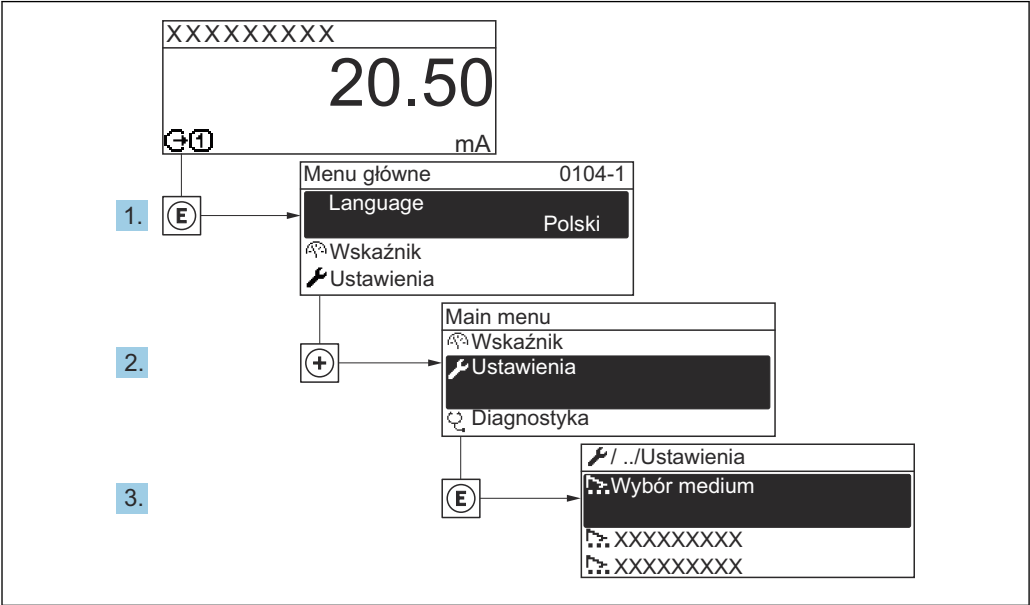 XXXXXXXXX
20.50
1 mA
1. E
Menu główne 0104-1
Language
Polski
Wskaźnik
Ustawienia
2. +
Main menu
Wskaźnik
Ustawienia
Diagnostyka
3. E
/ ../Ustawienia
Wybór medium
XXXXXXXXX
XXXXXXXXX